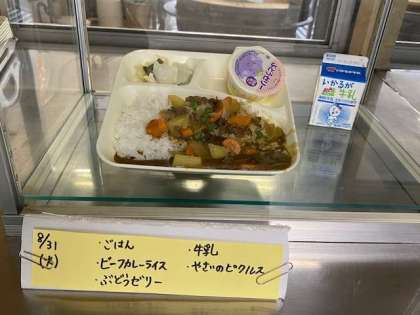 8/31
(火)
・ごはん
・ビーフカレーライス
・ぶどうゼリー
・牛乳
・やさいのピクルス
いかるが
牛乳